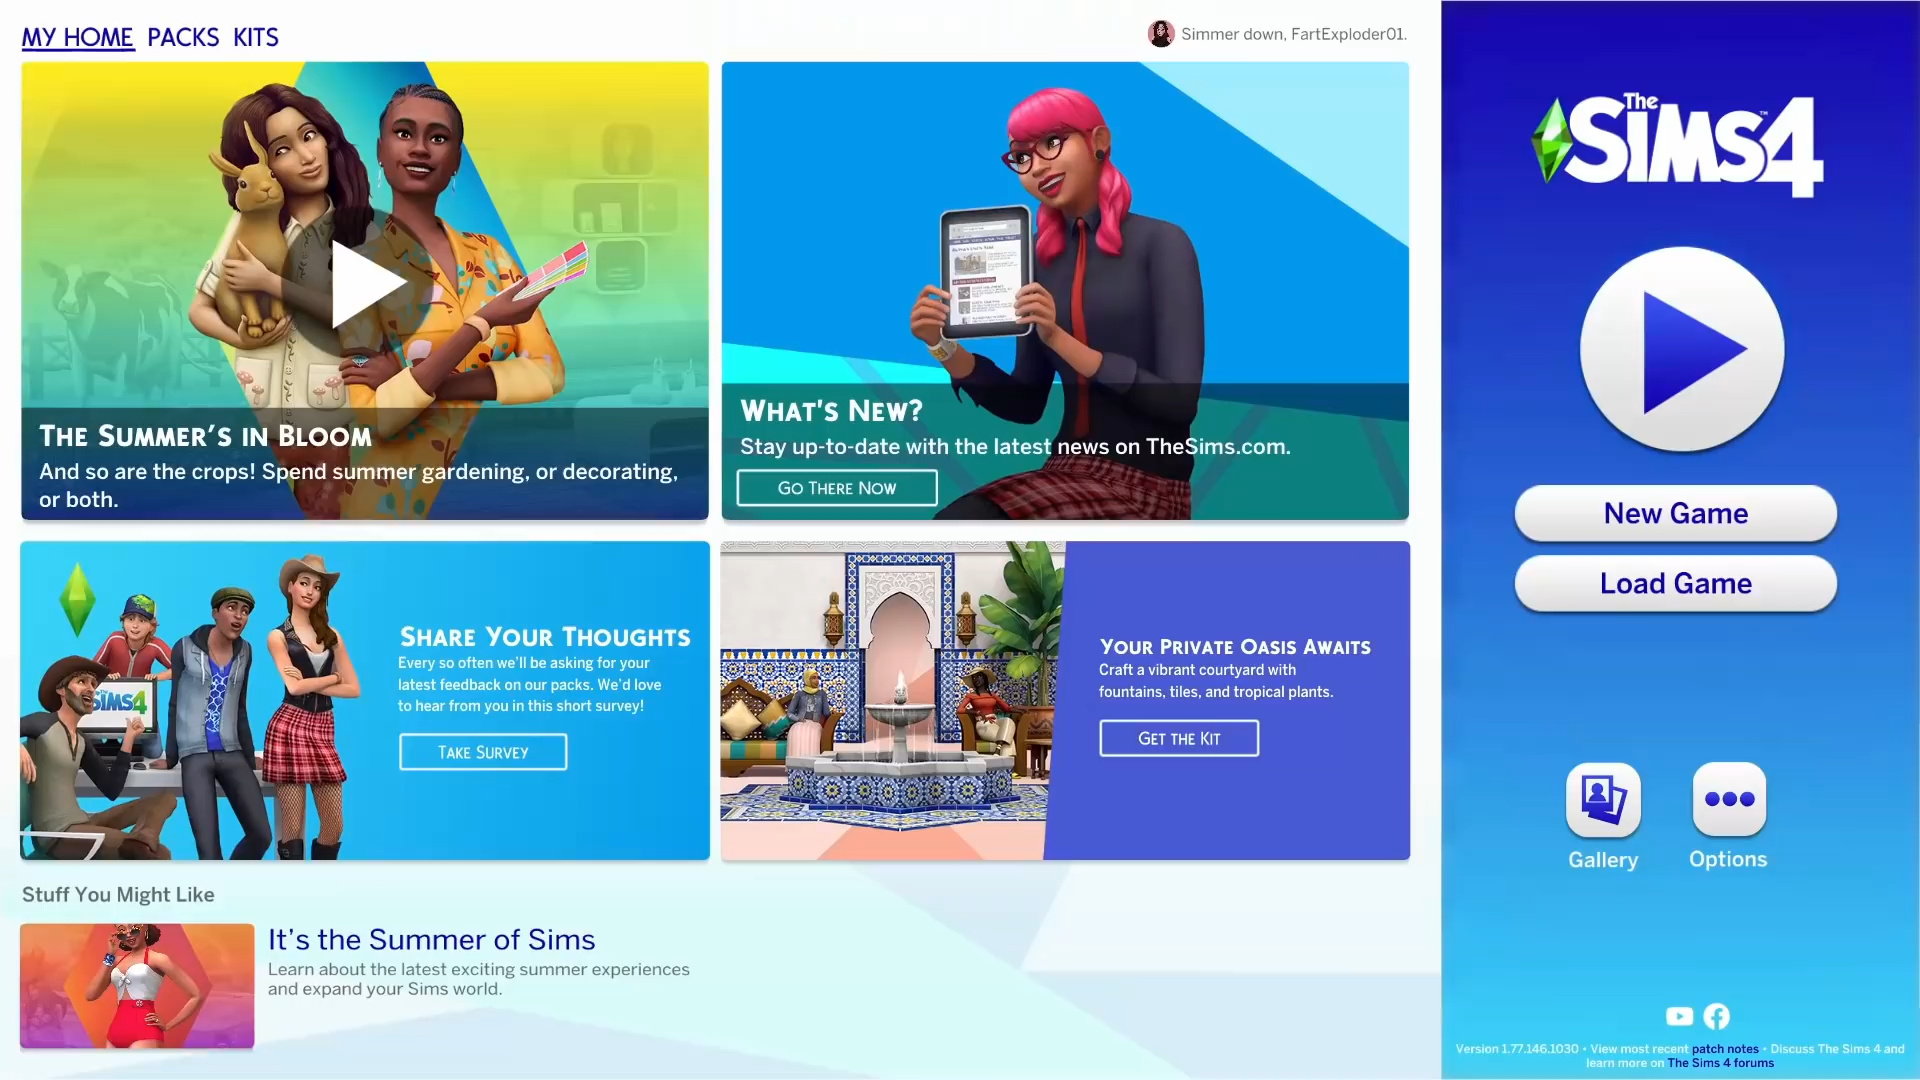 MY HOME PACKS KITS
Simmer down, FartExploder01.
THE SUMMER'S IN BLOOM
And so are the crops! Spend summer gardening, or decorating,
or both.
WHAT'S NEW?
Stay up-to-date with the latest news on TheSims.com.
GO THERE NOW
SIMS4
SHARE YOUR THOUGHTS
Every so often we'll be asking for your
latest feedback on our packs. We'd love
to hear from you in this short survey!
TAKE SURVEY
YOUR PRIVATE OASIS AWAITS
Craft a vibrant courtyard with
fountains, tiles, and tropical plants.
GET THE KIT
Stuff You Might Like
It's the Summer of Sims
Learn about the latest exciting summer experiences
and expand your Sims world.
The
SIMS4
New Game
Load Game
Gallery
Options
Version 1.77.146.1030 • View most recent patch notes • Discuss The Sims 4 and
learn more on The Sims 4 forums